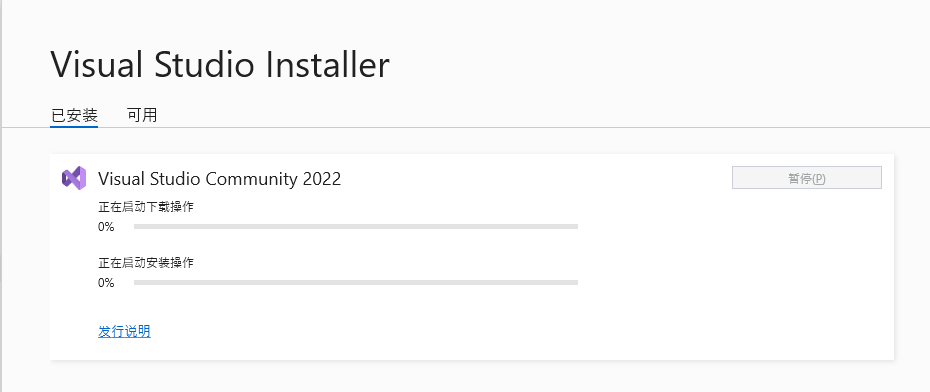 Visual Studio Installer
已安装 可用
Visual Studio Community 2022 暂停(P)
正在启动下载操作
0%
正在启动安装操作
0%
发行说明